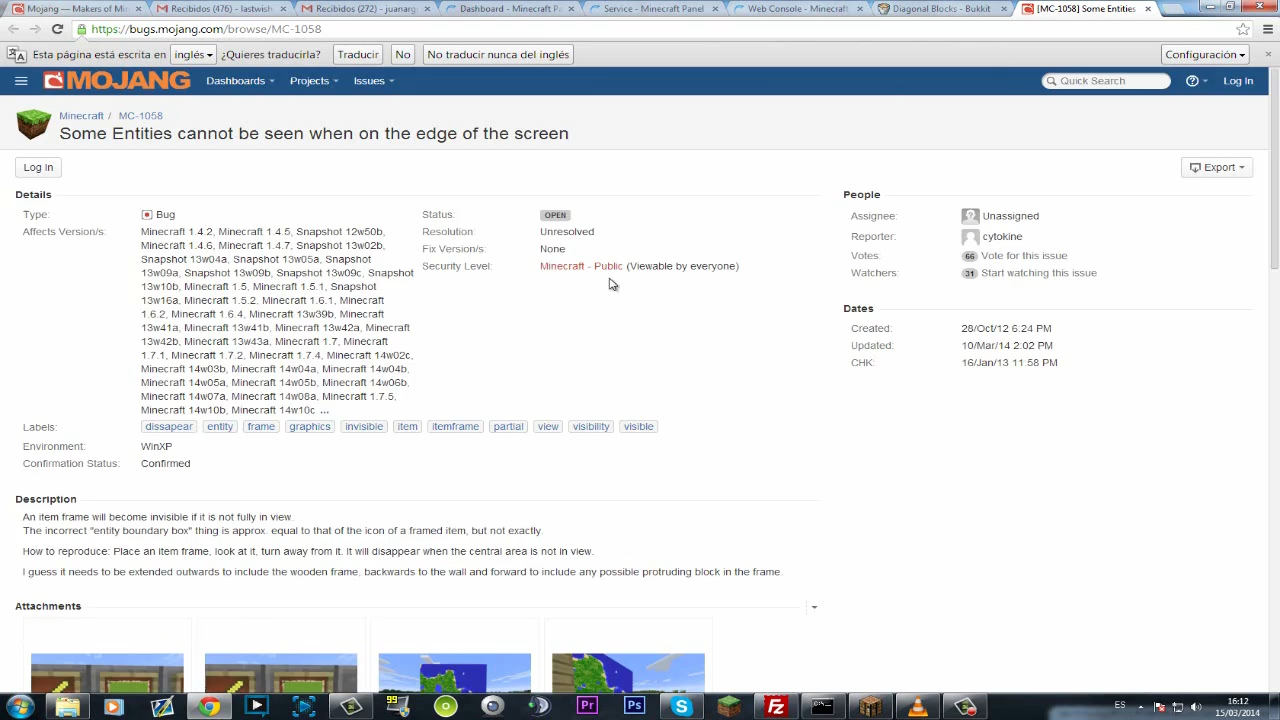 Mojang — Makers of Min
Recibidos (476) - lastwish
Recibidos (272) - juanarg
Dashboard - Minecraft Pa
Service - Minecraft Panel
Web Console - Minecraft
Diagonal Blocks - Bukkit
[MC-1058] Some Entities
https://bugs.mojang.com/browse/MC-1058
Esta página está escrita en inglés ¿Quieres traducirla? Traducir No No traducir nunca del inglés Configuración
MOJANG Dashboards Projects Issues Quick Search Log In
Minecraft / MC-1058
Some Entities cannot be seen when on the edge of the screen
Log In Export
Details
Type: Bug
Affects Version/s: Minecraft 1.4.2, Minecraft 1.4.5, Snapshot 12w50b,
Minecraft 1.4.6, Minecraft 1.4.7, Snapshot 13w02b,
Snapshot 13w04a, Snapshot 13w05a, Snapshot
13w09a, Snapshot 13w09b, Snapshot 13w09c, Snapshot
13w10b, Minecraft 1.5, Minecraft 1.5.1, Snapshot
13w16a, Minecraft 1.5.2, Minecraft 1.6.1, Minecraft
1.6.2, Minecraft 1.6.4, Minecraft 13w39b, Minecraft
13w41a, Minecraft 13w41b, Minecraft 13w42a, Minecraft
13w42b, Minecraft 13w43a, Minecraft 1.7, Minecraft
1.7.1, Minecraft 1.7.2, Minecraft 1.7.4, Minecraft 14w02c,
Minecraft 14w03b, Minecraft 14w04a, Minecraft 14w04b,
Minecraft 14w05a, Minecraft 14w05b, Minecraft 14w06b,
Minecraft 14w07a, Minecraft 14w08a, Minecraft 1.7.5,
Minecraft 14w10b, Minecraft 14w10c ...
Status: OPEN
Resolution: Unresolved
Fix Version/s: None
Security Level: Minecraft - Public (Viewable by everyone)
Labels: dissapear entity frame graphics invisible item itemframe partial view visibility visible
Environment: WinXP
Confirmation Status: Confirmed
People
Assignee: Unassigned
Reporter: cytokine
Votes: 66 Vote for this issue
Watchers: 31 Start watching this issue
Dates
Created: 28/Oct/12 6:24 PM
Updated: 10/Mar/14 2:02 PM
CHK: 16/Jan/13 11:58 PM
Description
An item frame will become invisible if it is not fully in view
The incorrect "entity boundary box" thing is approx. equal to that of the icon of a framed item, but not exactly.
How to reproduce: Place an item frame, look at it, turn away from it. It will disappear when the central area is not in view.
I guess it needs to be extended outwards to include the wooden frame, backwards to the wall and forward to include any possible protruding block in the frame.
Attachments
99
Pr
Ps
Fz
ES
16:12
15/03/2014